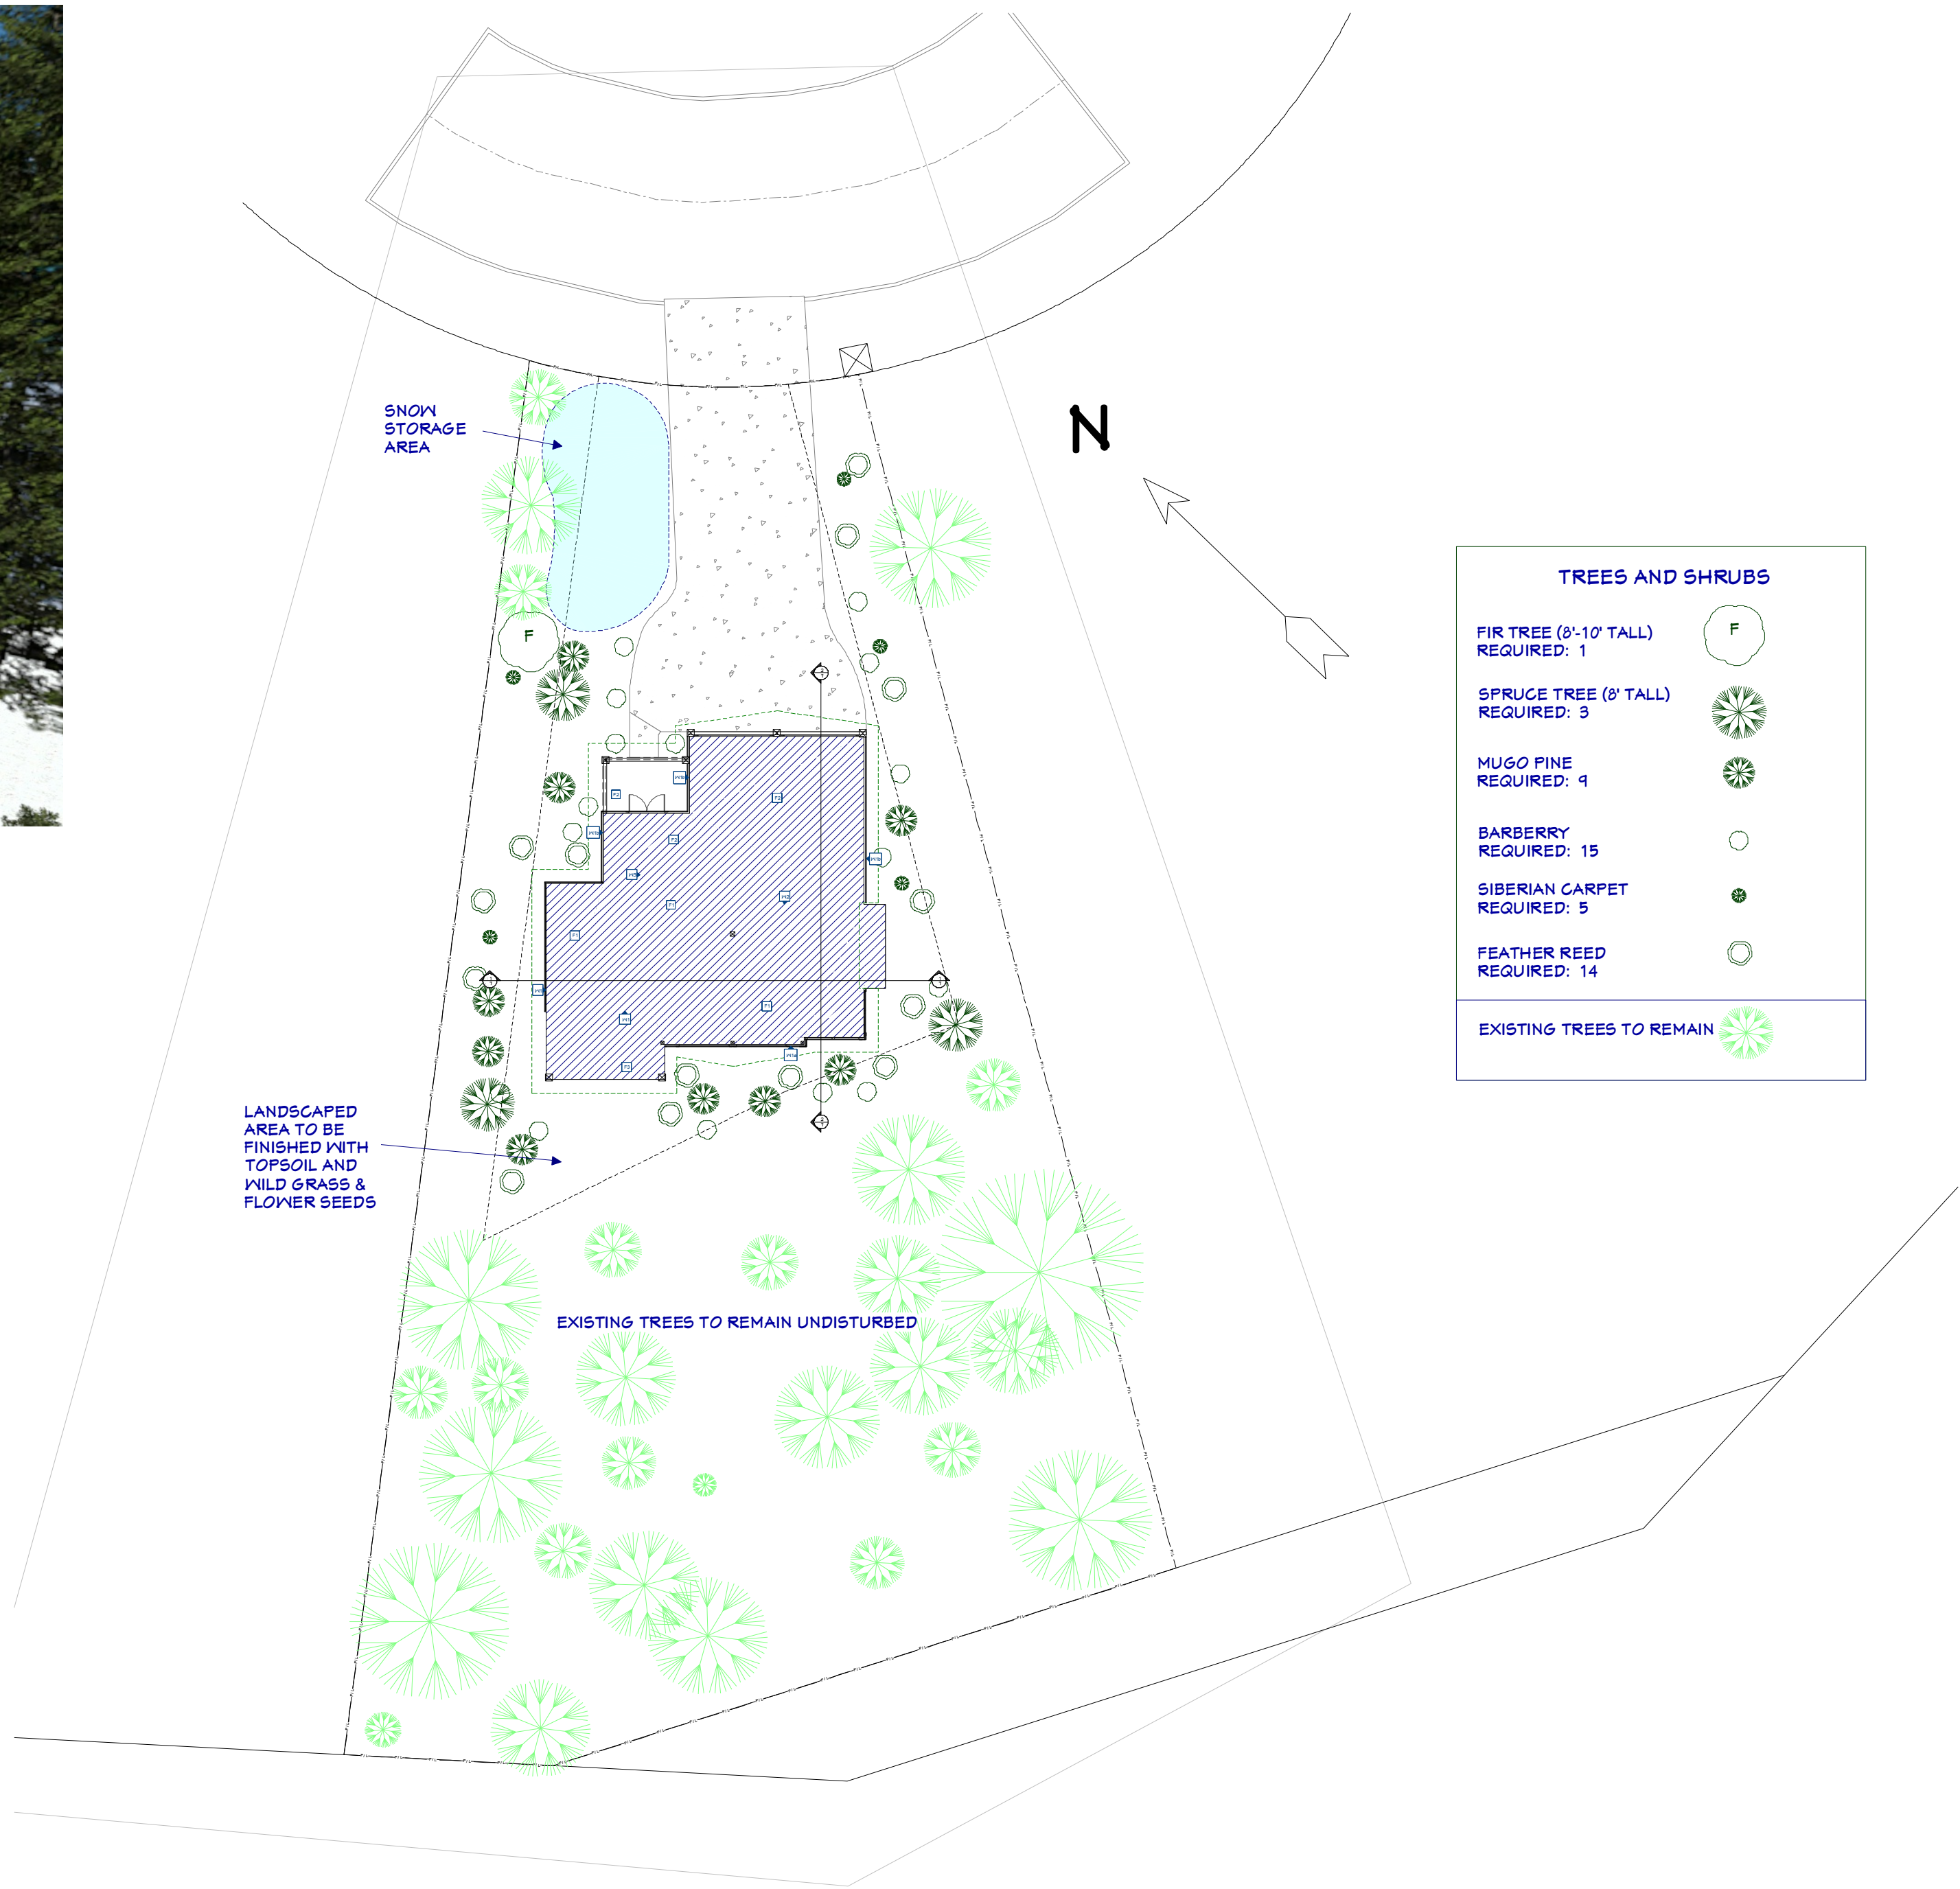 SNOW
STORAGE
AREA
N
F
TREES AND SHRUBS
FIR TREE (8'-10' TALL)
REQUIRED: 1
F
SPRUCE TREE (8' TALL)
REQUIRED: 3
MUGO PINE
REQUIRED: 9
BARBERRY
REQUIRED: 15
SIBERIAN CARPET
REQUIRED: 5
FEATHER REED
REQUIRED: 14
EXISTING TREES TO REMAIN
LANDSCAPED
AREA TO BE
FINISHED WITH
TOPSOIL AND
WILD GRASS &
FLOWER SEEDS
EXISTING TREES TO REMAIN UNDISTURBED